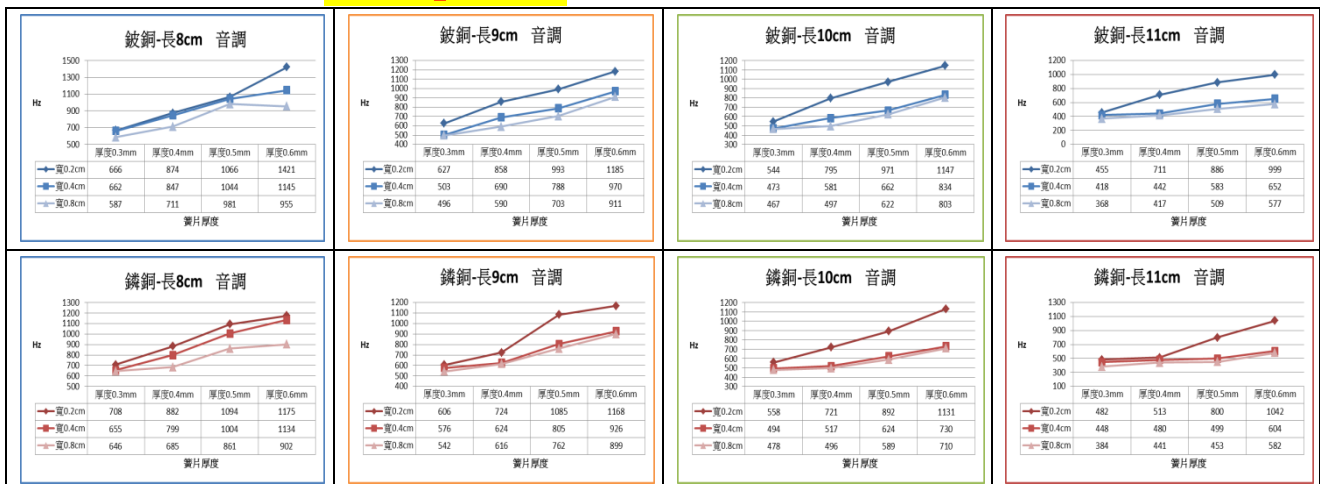 鈹銅-長8cm 音調
1500
1300
1100
900
700
500
Hz
厚度0.3mm 厚度0.4mm 厚度0.5mm 厚度0.6mm
寬0.2cm 666 874 1066 1421
寬0.4cm 662 847 1044 1145
寬0.8cm 587 711 981 955
簧片厚度
鈹銅-長9cm 音調
1300
1200
1100
1000
900
800
700
600
500
400
Hz
厚度0.3mm 厚度0.4mm 厚度0.5mm 厚度0.6mm
寬0.2cm 627 858 993 1185
寬0.4cm 503 690 788 970
寬0.8cm 496 590 703 911
簧片厚度
鈹銅-長10cm 音調
1200
1100
1000
900
800
700
600
500
400
300
Hz
厚度0.3mm 厚度0.4mm 厚度0.5mm 厚度0.6mm
寬0.2cm 544 795 971 1147
寬0.4cm 473 581 662 834
寬0.8cm 467 497 622 803
簧片厚度
鈹銅-長11cm 音調
1200
1000
800
600
400
200
0
Hz
厚度0.3mm 厚度0.4mm 厚度0.5mm 厚度0.6mm
寬0.2cm 455 711 886 999
寬0.4cm 418 442 583 652
寬0.8cm 368 417 509 577
簧片厚度
鏻銅-長8cm 音調
1300
1200
1100
1000
900
800
700
600
500
Hz
厚度0.3mm 厚度0.4mm 厚度0.5mm 厚度0.6mm
寬0.2cm 708 882 1094 1175
寬0.4cm 655 799 1004 1134
寬0.8cm 646 685 861 902
簧片厚度
鏻銅-長9cm 音調
1200
1100
1000
900
800
700
600
500
400
Hz
厚度0.3mm 厚度0.4mm 厚度0.5mm 厚度0.6mm
寬0.2cm 606 724 1085 1168
寬0.4cm 576 624 805 926
寬0.8cm 542 616 762 899
簧片厚度
鏻銅-長10cm 音調
1200
1100
1000
900
800
700
600
500
400
300
Hz
厚度0.3mm 厚度0.4mm 厚度0.5mm 厚度0.6mm
寬0.2cm 558 721 892 1131
寬0.4cm 494 517 624 730
寬0.8cm 478 496 589 710
簧片厚度
鏻銅-長11cm 音調
1300
1100
900
700
500
300
100
Hz
厚度0.3mm 厚度0.4mm 厚度0.5mm 厚度0.6mm
寬0.2cm 482 513 800 1042
寬0.4cm 448 480 499 604
寬0.8cm 384 441 453 582
簧片厚度